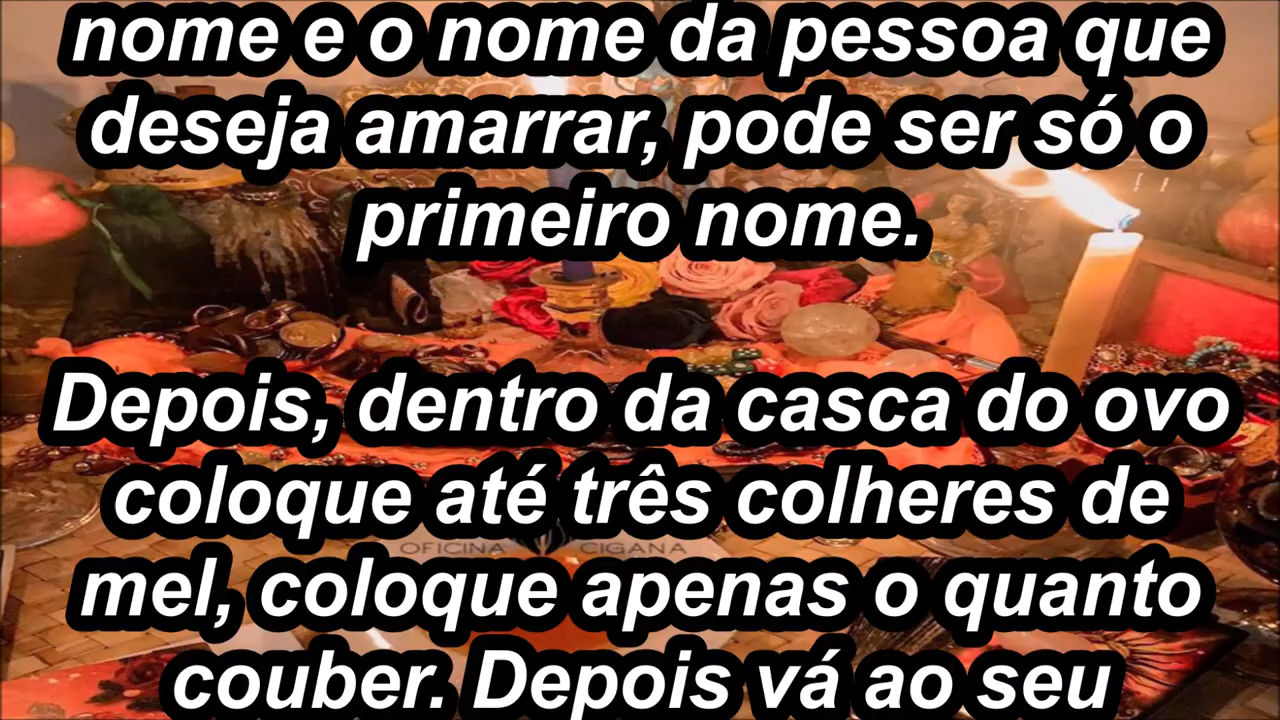 nome e o nome da pessoa que
deseja amarrar, pode ser só o
primeiro nome.
Depois, dentro da casca do ovo
coloque até três colheres de
OFICINA CIGANA
mel, coloque apenas o quanto
couber. Depois vá ao seu